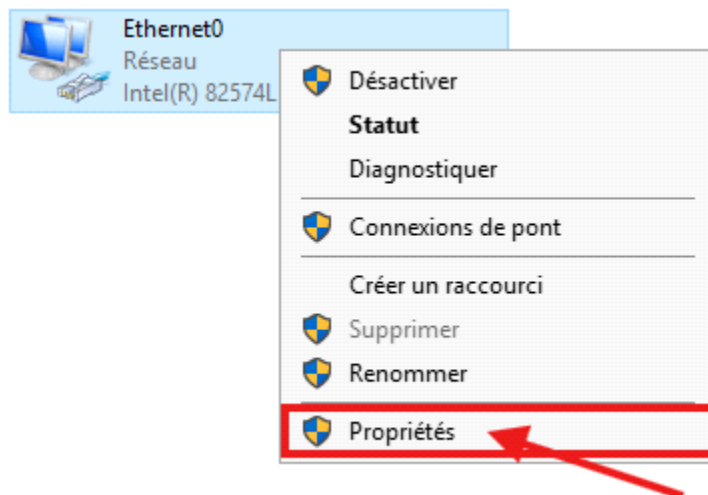 Ethernet0
Réseau
Intel(R) 82574L
Désactiver
Statut
Diagnostiquer
Connexions de pont
Créer un raccourci
Supprimer
Renommer
Propriétés